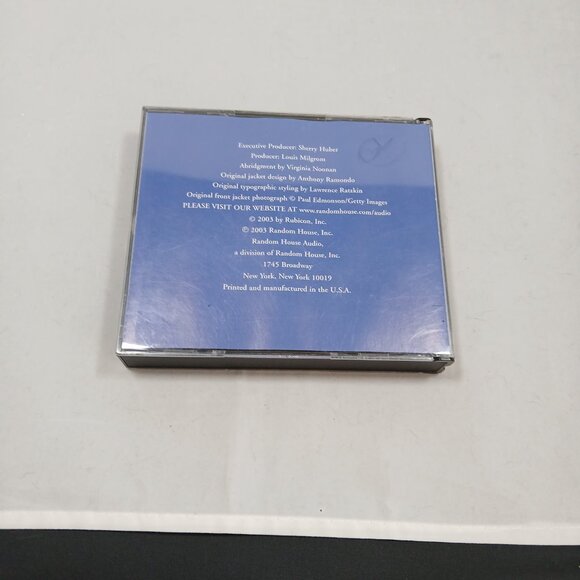 Executive Producer: Sherry Huber
Producer: Louis Milgrom
Abridgment by Virginia Noonan
Original jacket design by Anthony Ramondo
Original typographic styling by Lawrence Ratzkin
Original front jacket photograph © Paul Edmonson/Getty Images
PLEASE VISIT OUR WEBSITE AT www.randomhouse.com/audio
© 2003 by Rubicon, Inc.
℗ 2003 Random House, Inc.
Random House Audio,
a division of Random House, Inc.
1745 Broadway
New York, New York 10019
Printed and manufactured in the U.S.A.